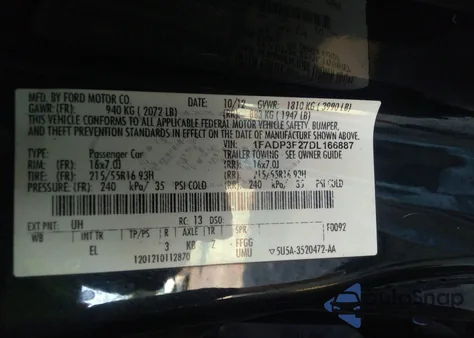 MFD. BY FORD MOTOR CO.
DATE: 10/12 GVWR: 1810 KG
GAWR: (FR): 940 KG ( 2072 LB) KG ( 1947 LB)
THIS VEHICLE CONFORMS TO ALL APPLICABLE FEDERAL MOTOR VEHICLE SAFETY, BUMPER,
AND THEFT PREVENTION STANDARDS IN EFFECT ON THE DATE OF MANUFACTURE SHOWN ABOVE.
VIN: 1FADP3F27DL166887
TYPE: Passenger Car TRAILER TOWING - SEE OWNER GUIDE
RIM: (FR): 16x7.0J (RR): 16x7.0J
TIRE: (FR): 215/55R16 93H (RR): 215/55R16 93H
PRESSURE: (FR): 240 kPa/ 35 PSI COLD (RR): 240 kPa/ 35 PSI COLD
EXT PNT: UH RC: 13 DSO: F0092
WB INT TR TP/PS R AXLE YR SPR
EL 3 KB 2 FFGG
1201210112870 UMU ▽5U5A-3520472-AA